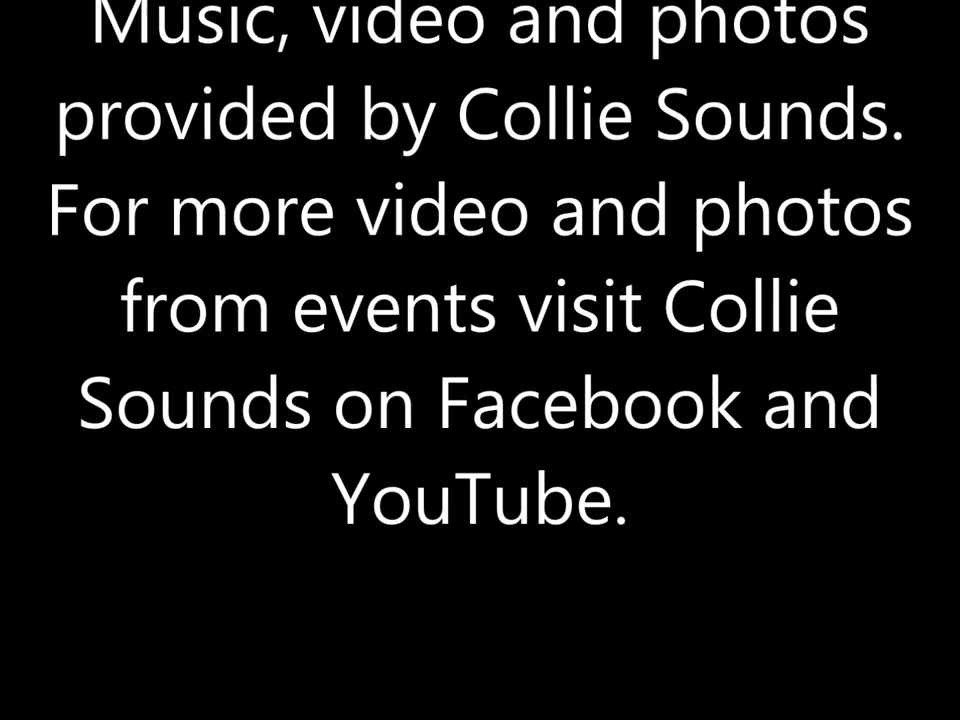 Music, video and photos
provided by Collie Sounds.
For more video and photos
from events visit Collie
Sounds on Facebook and
YouTube.